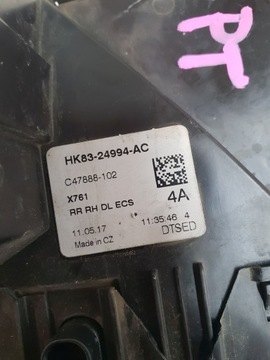 PT
HK83-24994-AC
C47888-102
X761
4A
RR RH DL ECS
11.05.17 11:35:46 4
Made in CZ DTSED